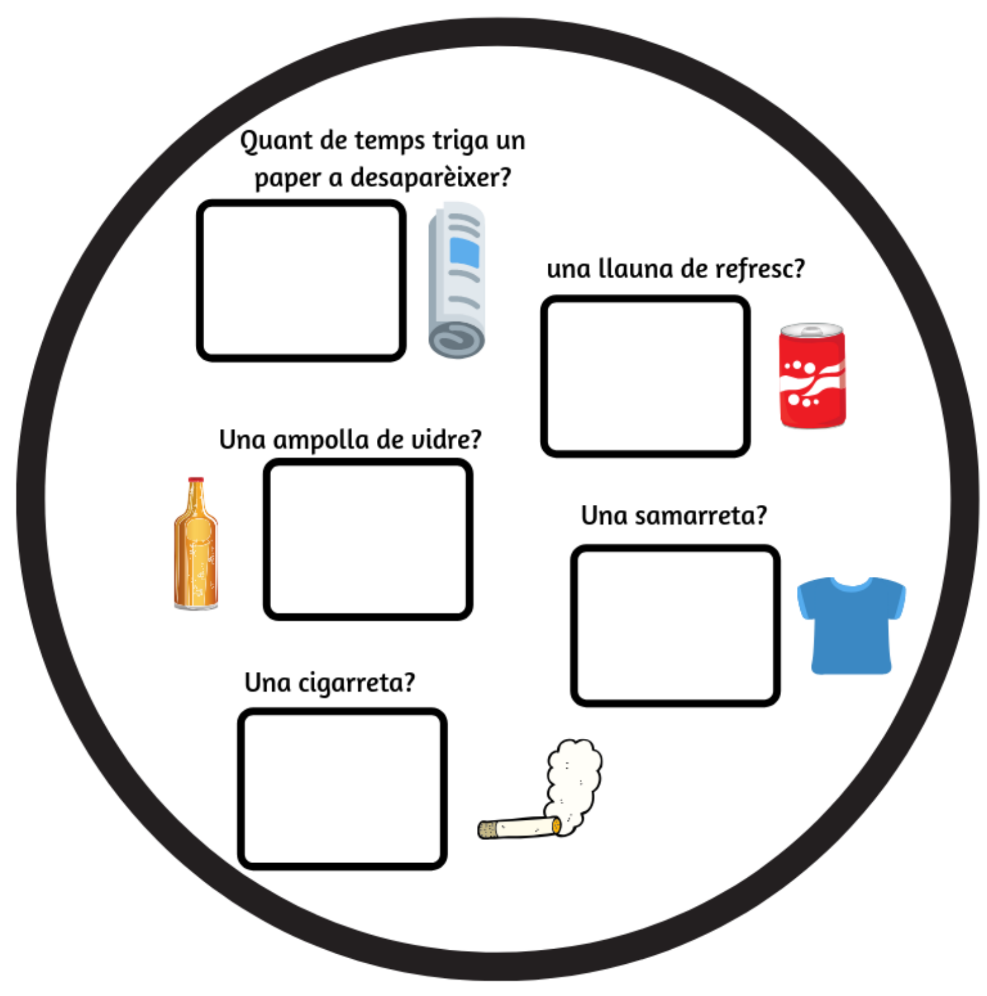 Quant de temps triga un
paper a desaparèixer?
una llauna de refresc?
Una ampolla de vidre?
Una samarreta?
Una cigarreta?